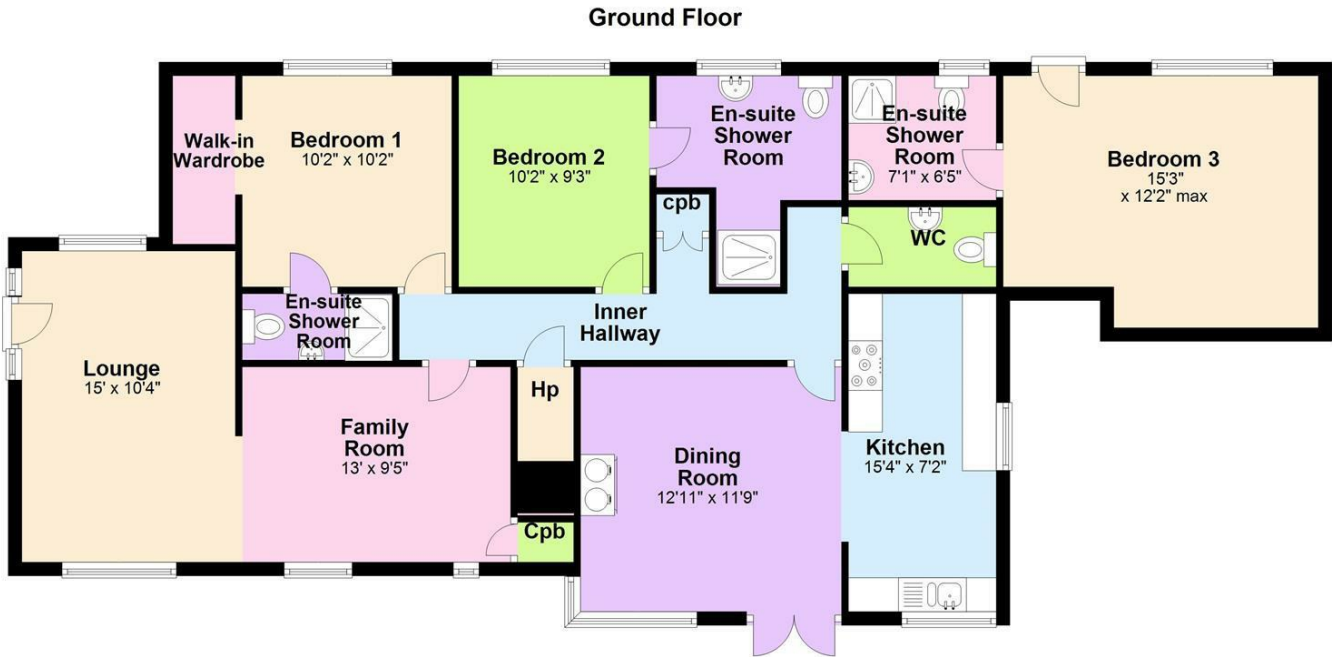 Ground Floor
Walk-in
Wardrobe
Bedroom 1
10'2" x 10'2"
Bedroom 2
10'2" x 9'3"
En-suite
Shower
Room
En-suite
Shower
Room
7'1" x 6'5"
Bedroom 3
15'3"
x 12'2" max
cpb
WC
En-suite
Shower
Room
Inner
Hallway
Lounge
15' x 10'4"
Family
Room
13' x 9'5"
Hp
Cpb
Dining
Room
12'11" x 11'9"
Kitchen
15'4" x 7'2"